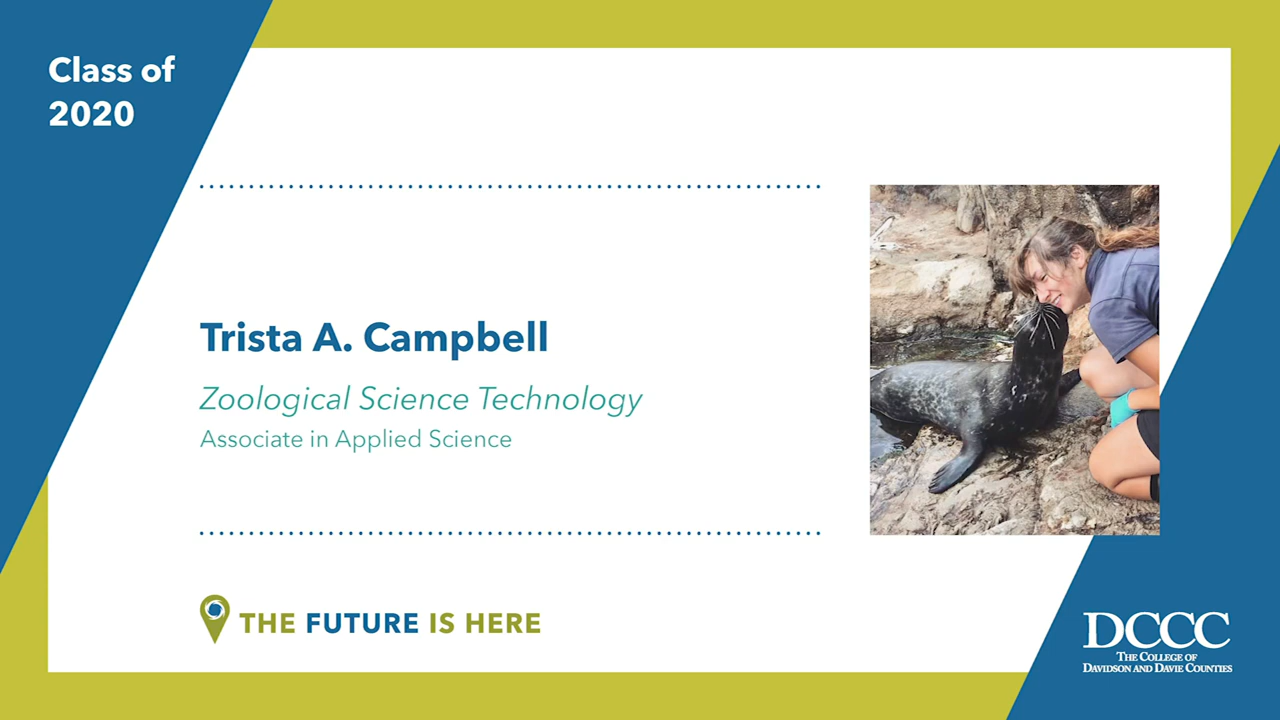 Class of
2020
Trista A. Campbell
Zoological Science Technology
Associate in Applied Science
THE FUTURE IS HERE
DCCC
THE COLLEGE OF
DAVIDSON AND DAVIE COUNTIES